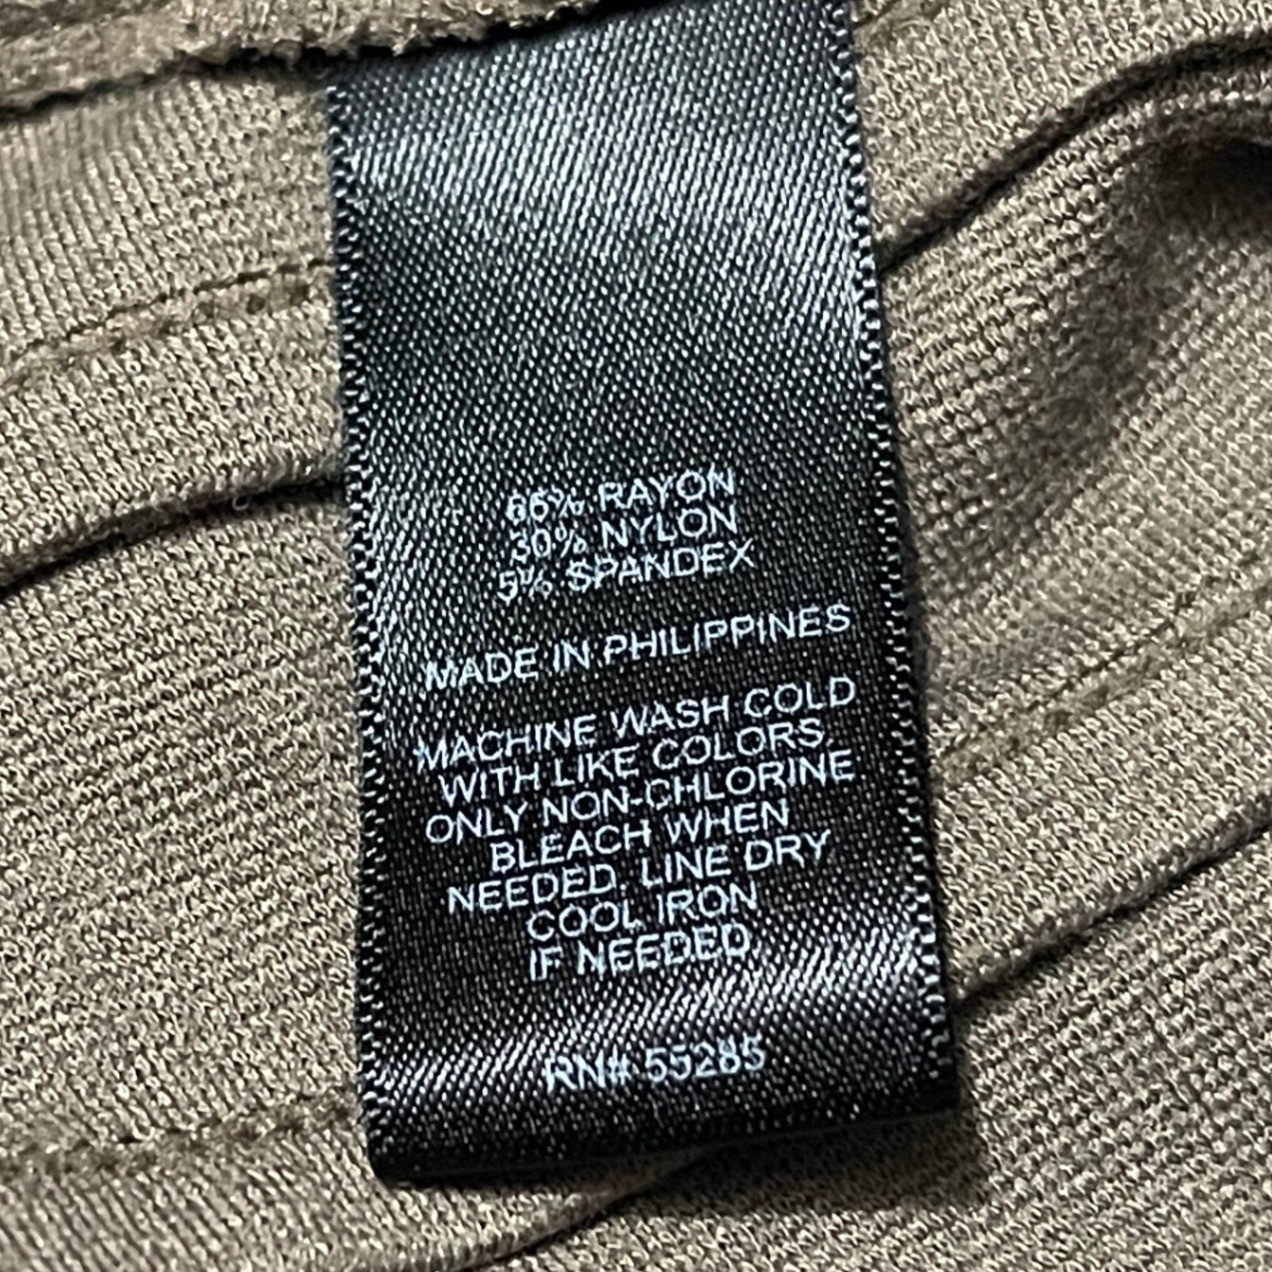 65% RAYON
30% NYLON
5% SPANDEX
MADE IN PHILIPPINES
MACHINE WASH COLD
WITH LIKE COLORS
ONLY NON-CHLORINE
BLEACH WHEN
NEEDED. LINE DRY
COOL IRON
IF NEEDED
RN# 55285